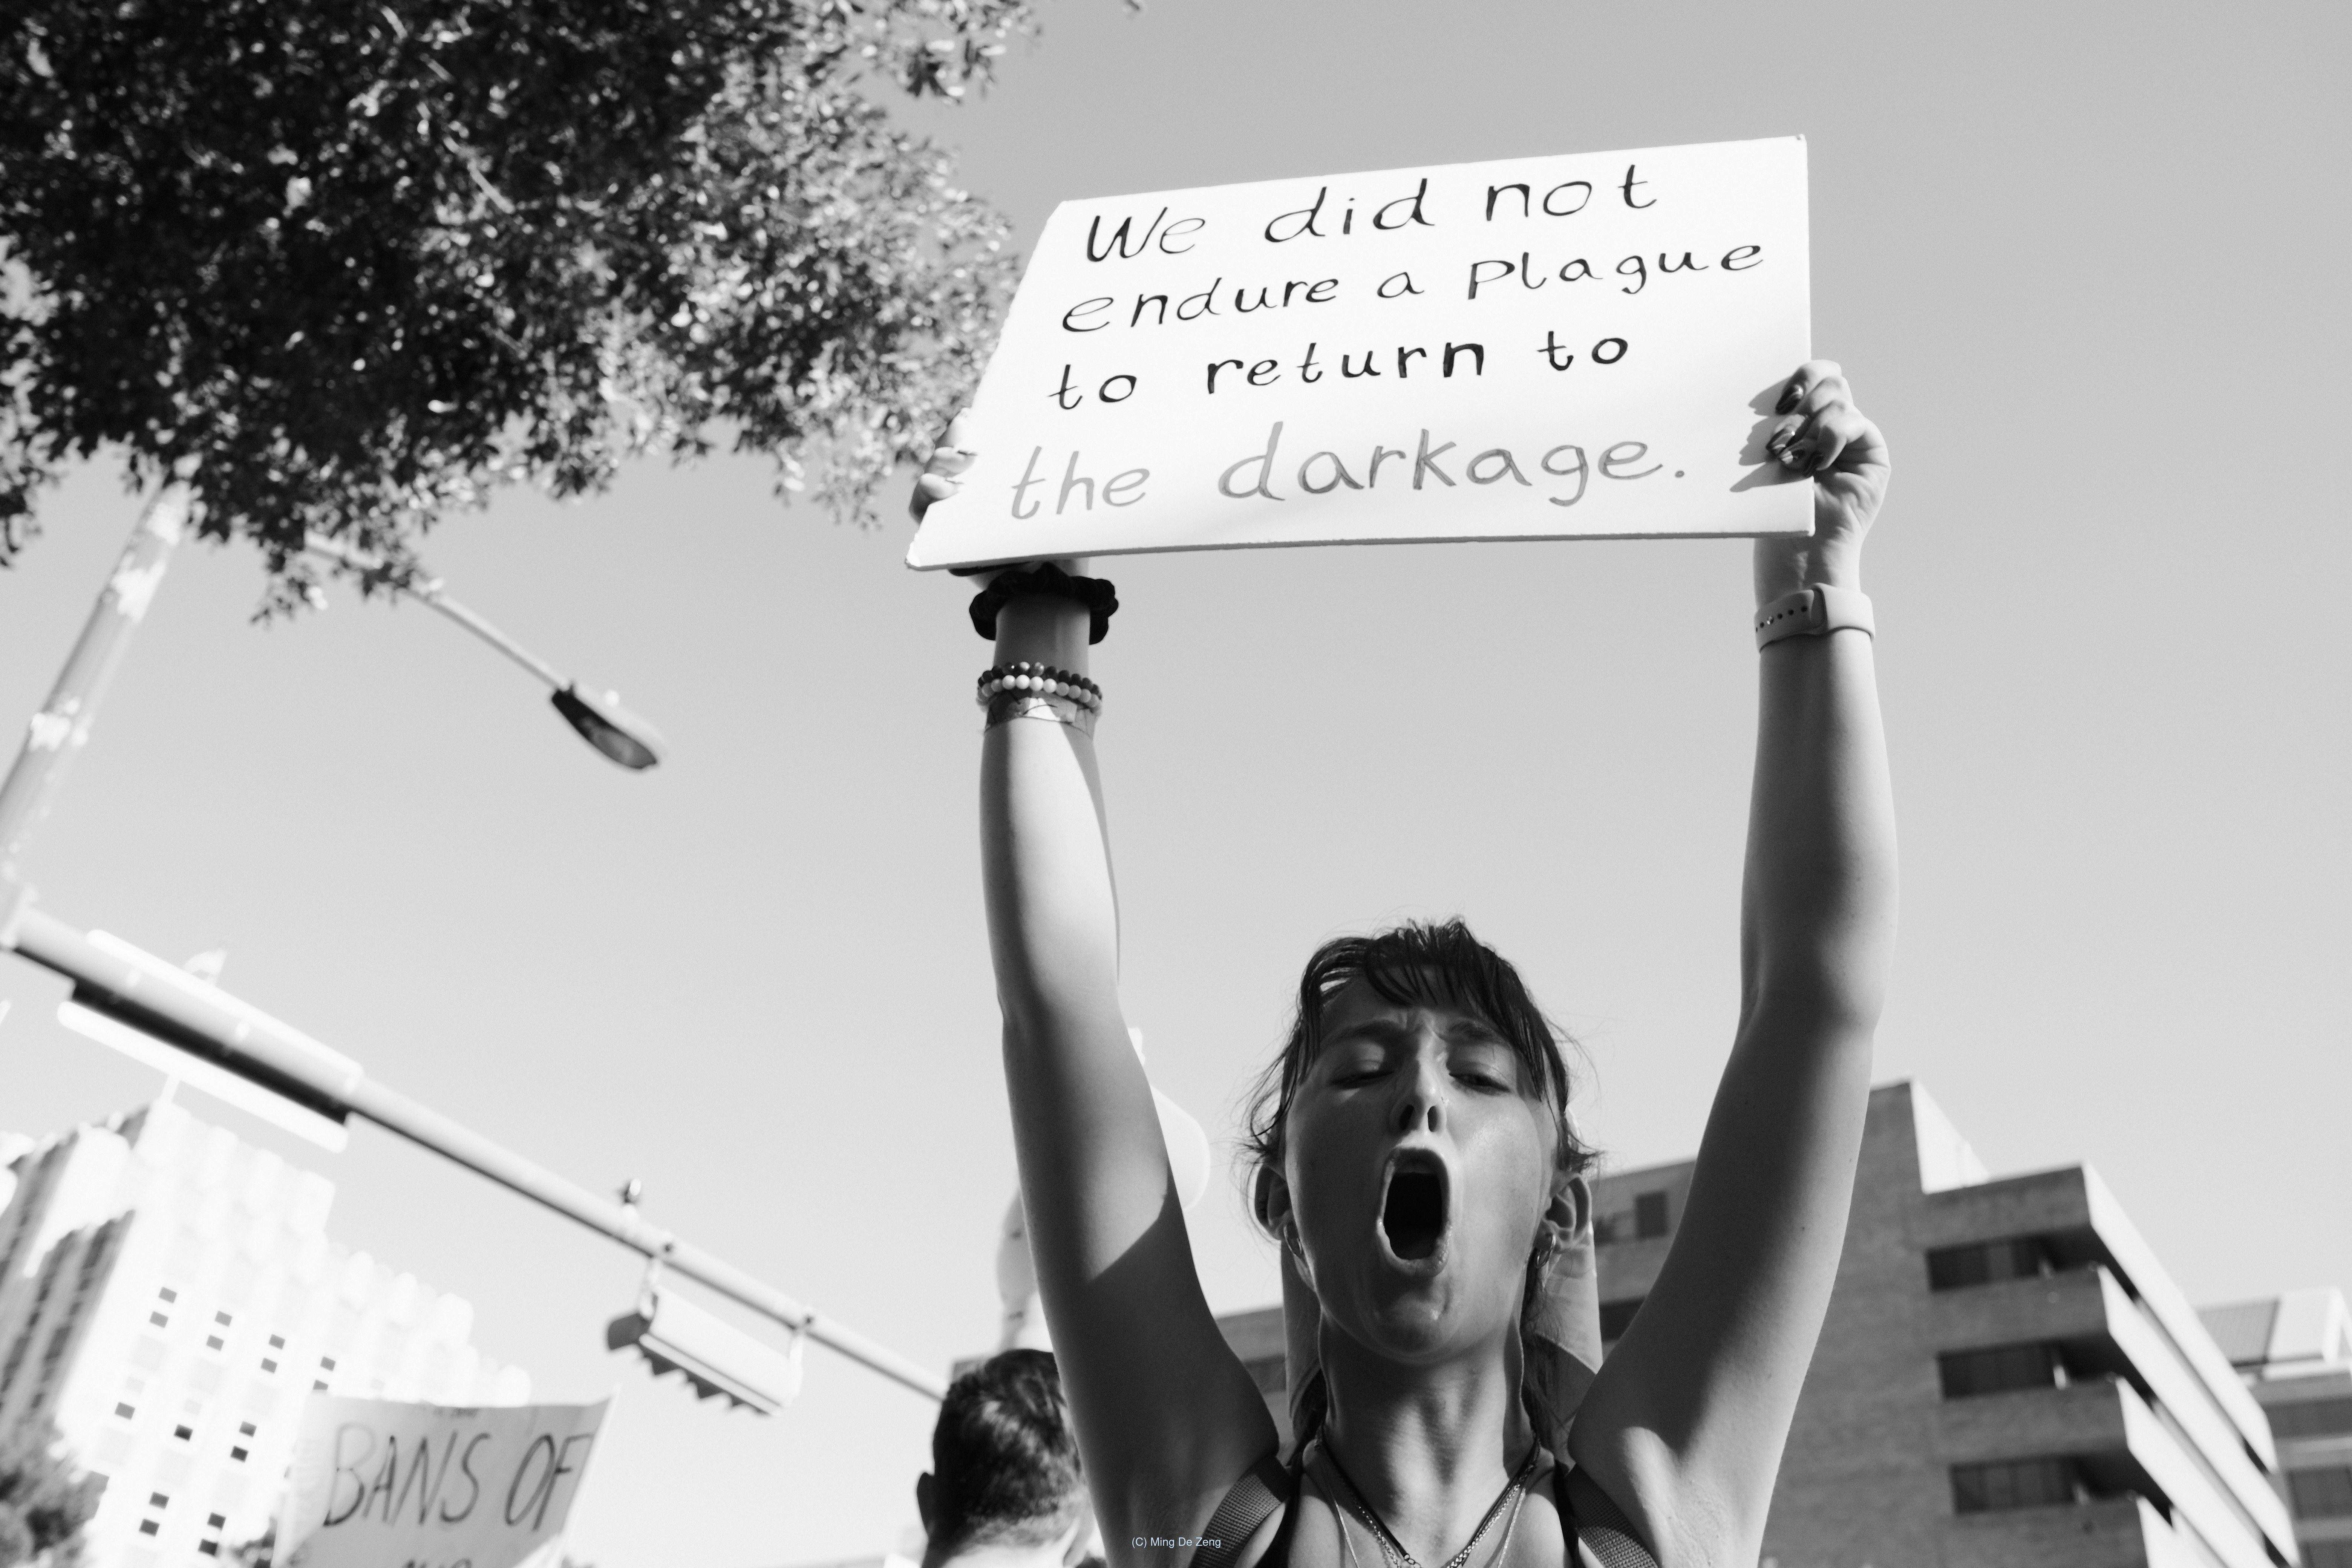 We did not
endure a plague
to return to
the darkage.
BANS OF
(C) Ming De Zeng